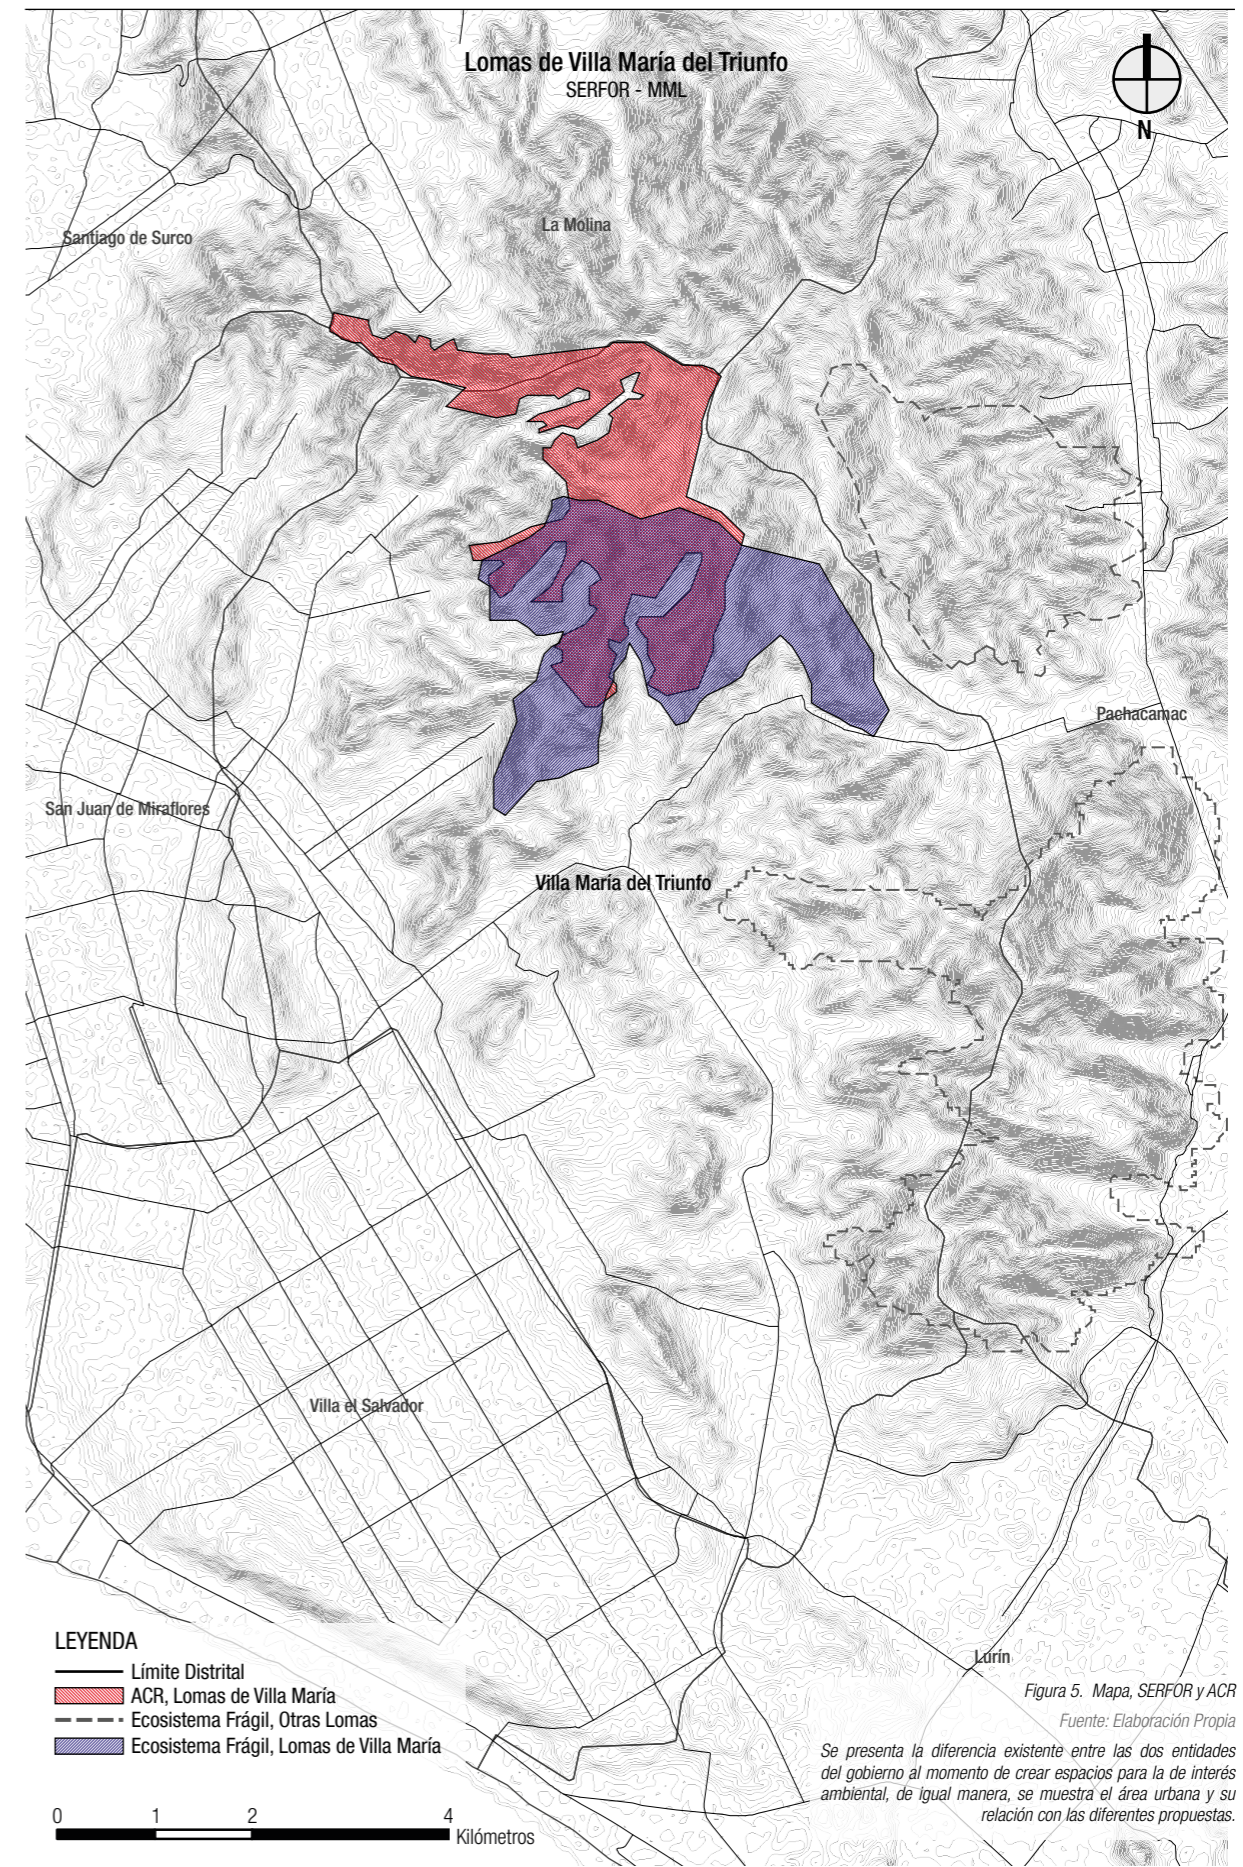 Lomas de Villa María del Triunfo
SERFOR - MML
N
La Molina
Santiago de Surco
Pachacamac
San Juan de Miraflores
Villa María del Triunfo
Villa el Salvador
Lurín
LEYENDA
Límite Distrital
ACR, Lomas de Villa María
Ecosistema Frágil, Otras Lomas
Ecosistema Frágil, Lomas de Villa María
0 1 2 4
Kilómetros
Figura 5. Mapa, SERFOR y ACR
Fuente: Elaboración Propia
Se presenta la diferencia existente entre las dos entidades
del gobierno al momento de crear espacios para la de interés
ambiental, de igual manera, se muestra el área urbana y su
relación con las diferentes propuestas.